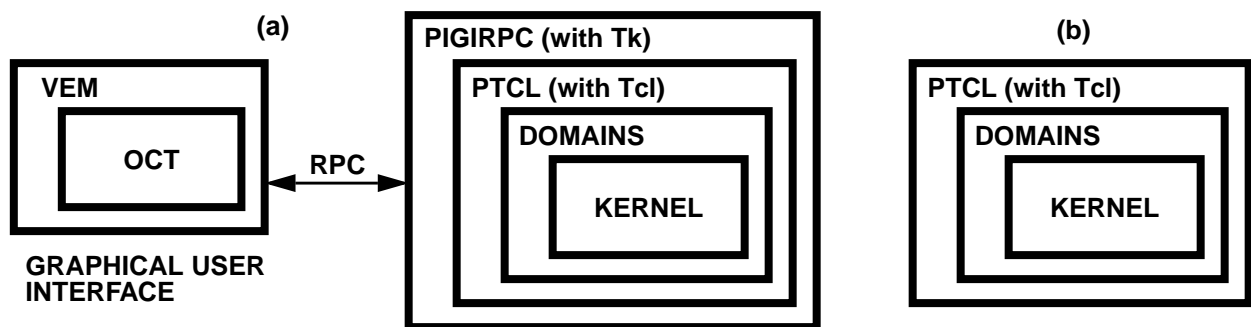 (a)
VEM
OCT
GRAPHICAL USER
INTERFACE
RPC
PIGIRPC (with Tk)
PTCL (with Tcl)
DOMAINS
KERNEL
(b)
PTCL (with Tcl)
DOMAINS
KERNEL